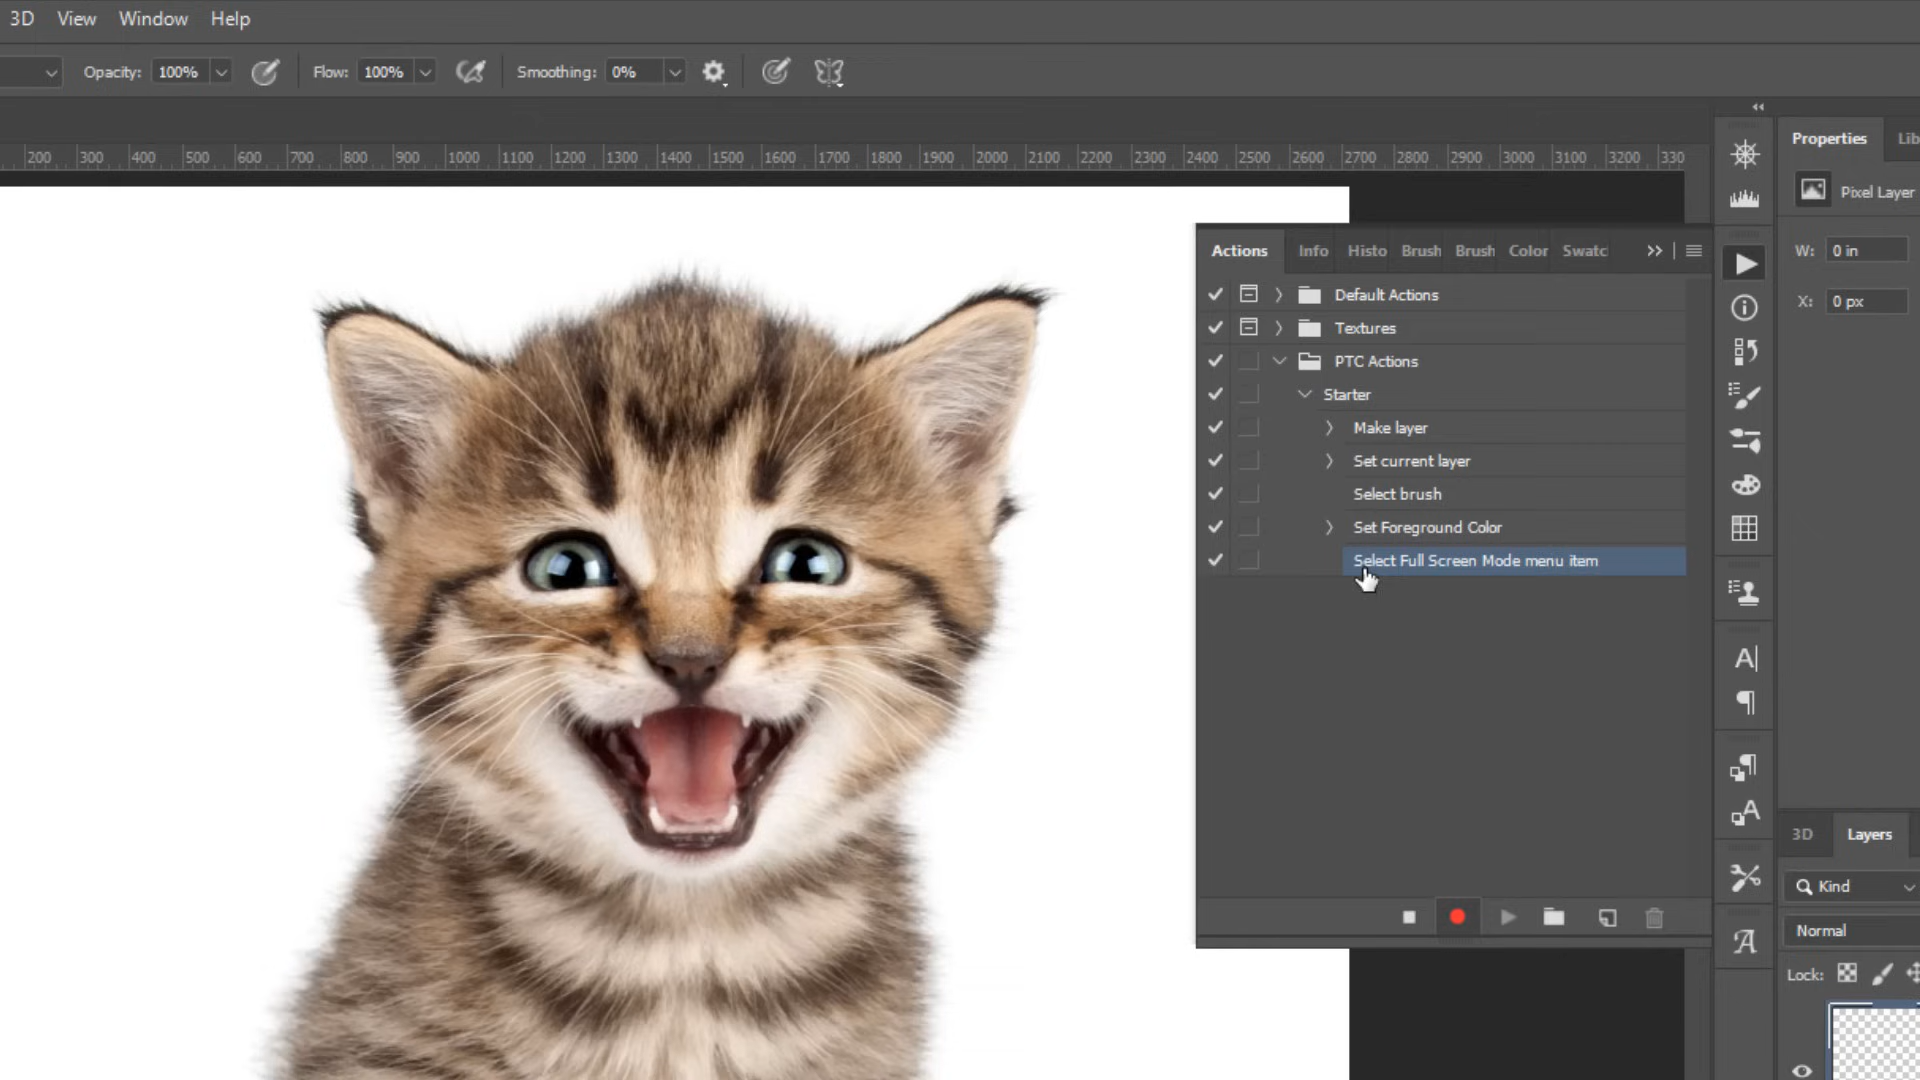 3D View Window Help
Opacity: 100% Flow: 100% Smoothing: 0%
200 300 400 500 600 700 800 900 1000 1100 1200 1300 1400 1500 1600 1700 1800 1900 2000 2100 2200 2300 2400 2500 2600 2700 2800 2900 3000 3100 3200 330
Properties Lib
Pixel Layer
W: 0 in
X: 0 px
Actions Info Histo Brush Brush Color Swatc
Default Actions
Textures
PTC Actions
Starter
Make layer
Set current layer
Select brush
Set Foreground Color
Select Full Screen Mode menu item
3D Layers
Kind
Normal
Lock: